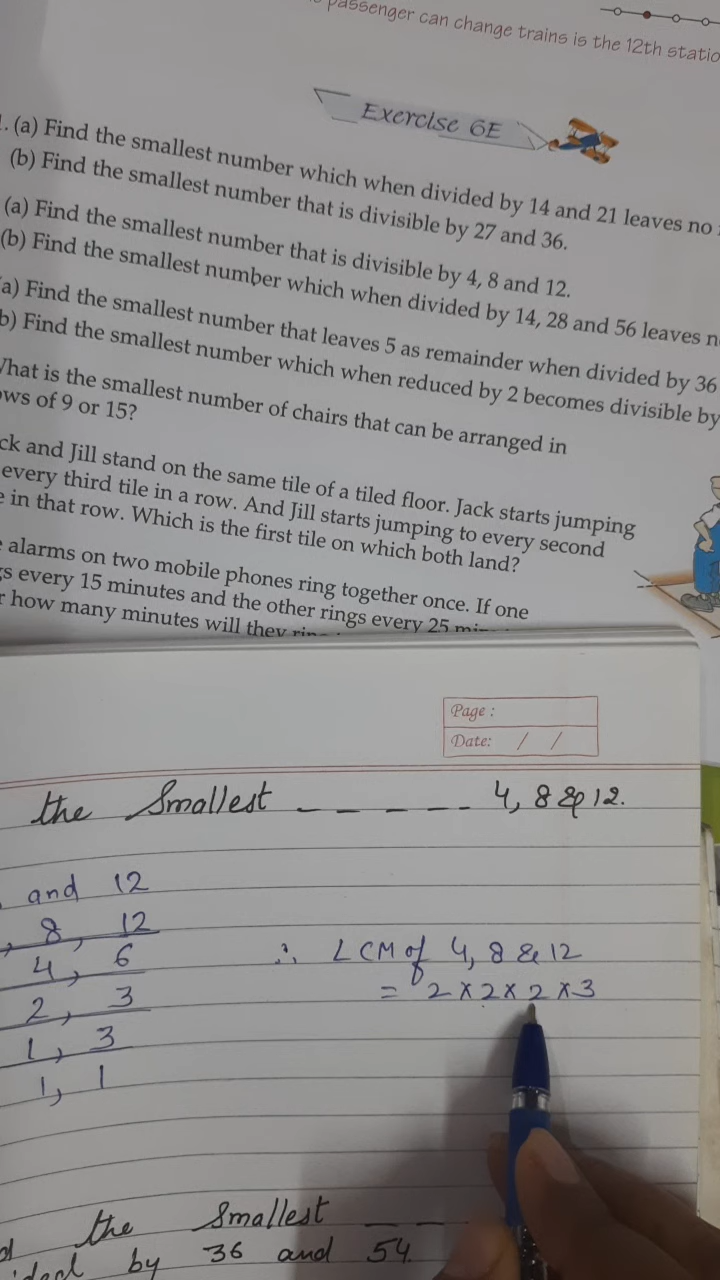 passenger can change trains is the 12th statio
Exercise 6E
. (a) Find the smallest number which when divided by 14 and 21 leaves no
(b) Find the smallest number that is divisible by 27 and 36.
(a) Find the smallest number that is divisible by 4, 8 and 12.
(b) Find the smallest number which when divided by 14, 28 and 56 leaves n
a) Find the smallest number that leaves 5 as remainder when divided by 36
b) Find the smallest number which when reduced by 2 becomes divisible by
What is the smallest number of chairs that can be arranged in
ows of 9 or 15?
ck and Jill stand on the same tile of a tiled floor. Jack starts jumping
every third tile in a row. And Jill starts jumping to every second
e in that row. Which is the first tile on which both land?
alarms on two mobile phones ring together once. If one
gs every 15 minutes and the other rings every 25
r how many minutes will they
Page :
Date: / /
the Smallest _ _ _ _ _ 4, 8 & 12.
and 12
, 8, 12
4, 6
2, 3
1, 3
1, 1
∴ LCM of 4, 8 & 12
= 2 × 2 × 2 × 3
d the Smallest _ _
by 36 and 54.